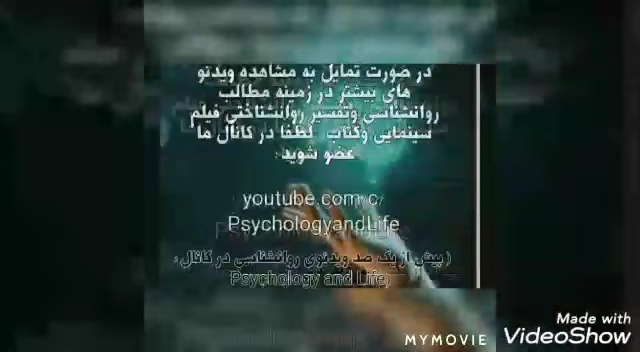 در صورت تمایل به مشاهده ویدئو
های بیشتر در زمینه مطالب
روانشناسی وتفسیر روانشناختی فیلم
سینمایی وکتاب لطفا در کانال ما
عضو شوید:
youtube.com/c/
PsychologyandLife
( بیش از یک صد ویدئوی روانشناسی در کانال:
Psychology and Life)
Made with
MYMOVIE VideoShow